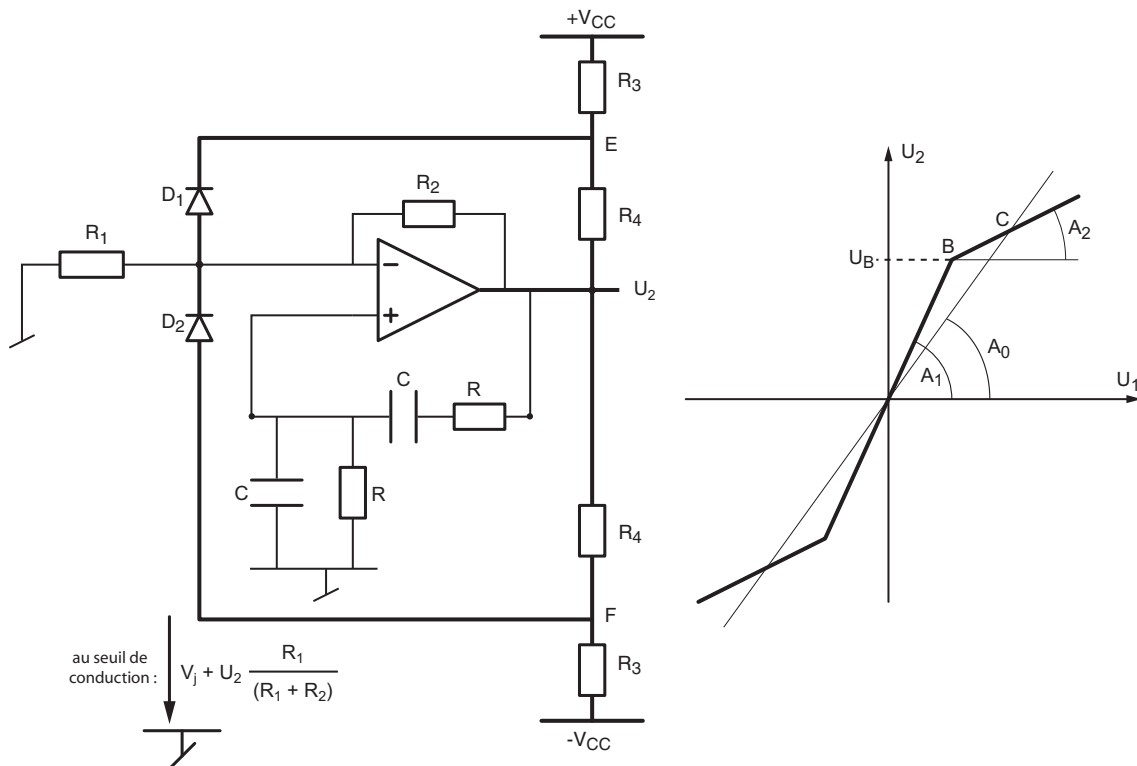 +VCC
R3
E
D1
R2
R4
R1
U2
D2
C
R
C
R
R4
F
R3
-VCC
au seuil de
conduction :
Vj + U2 R1
(R1 + R2)
U2
C
B
A2
UB
A0
A1
U1